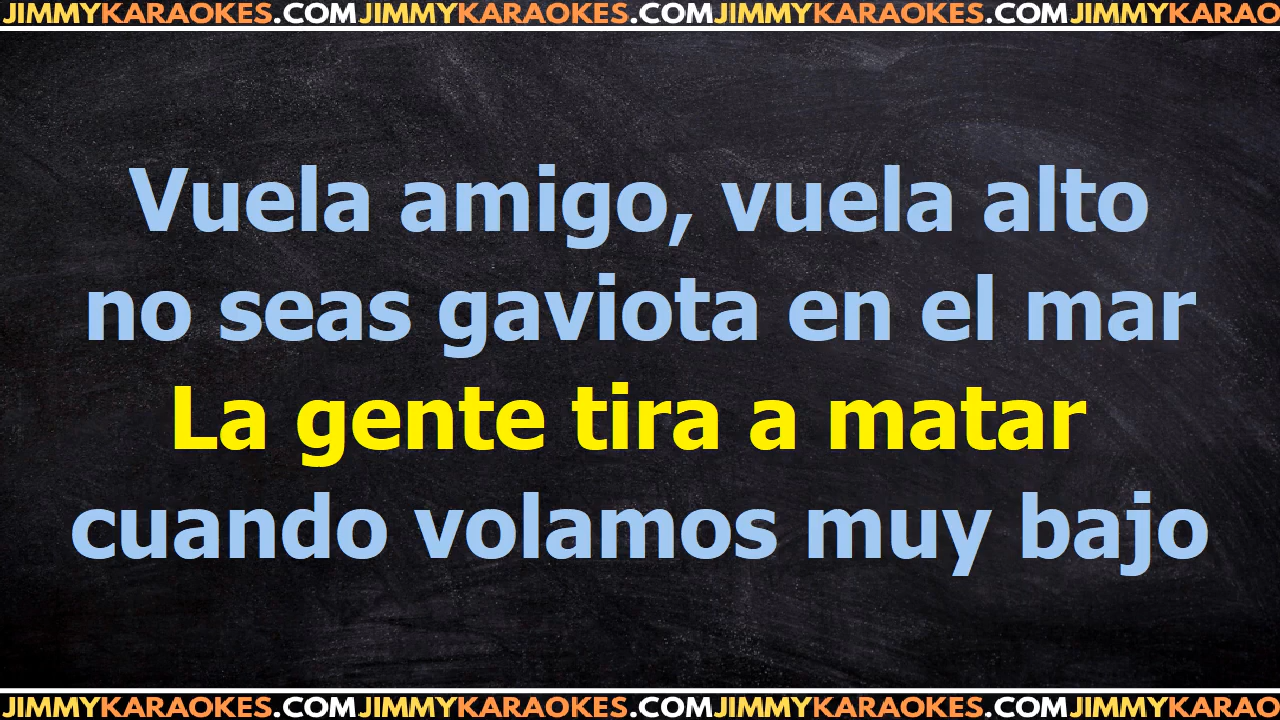 JIMMYKARAOKES.COMJIMMYKARAOKES.COMJIMMYKARAOKES.COMJIMMYKARAO
Vuela amigo, vuela alto
no seas gaviota en el mar
La gente tira a matar
cuando volamos muy bajo
JIMMYKARAOKES.COMJIMMYKARAOKES.COMJIMMYKARAOKES.COMJIMMYKARAO